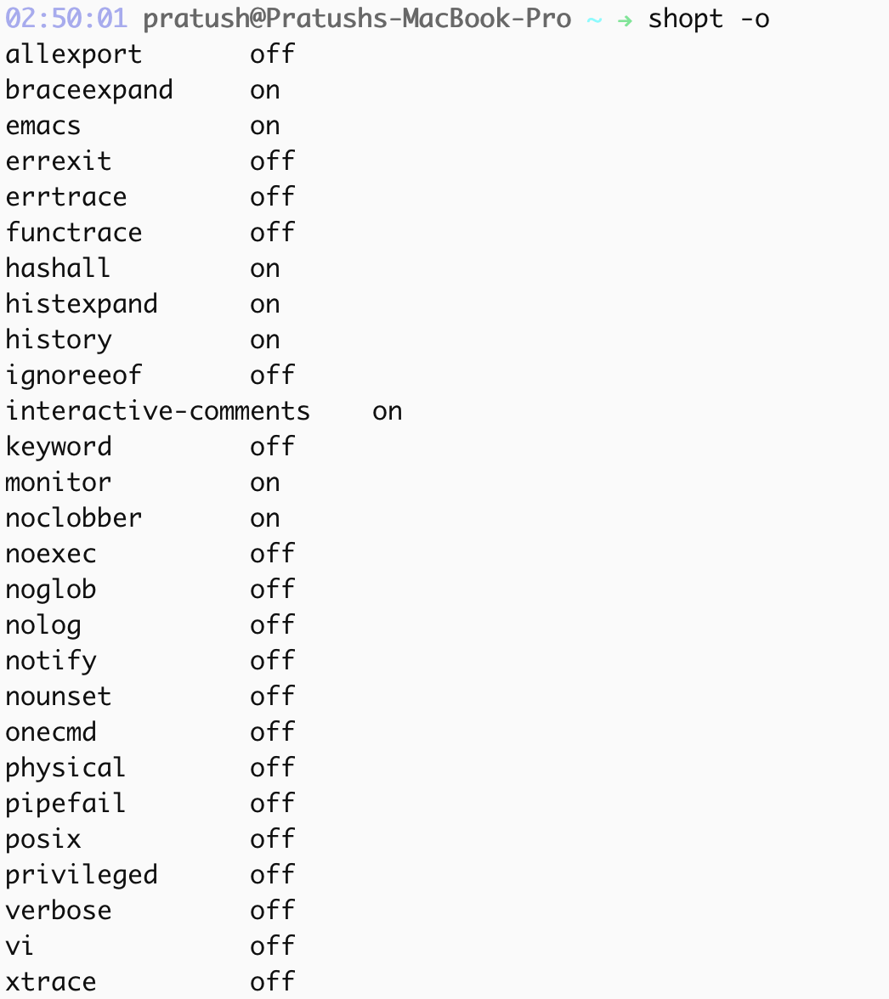 02:50:01 pratush@Pratushs-MacBook-Pro ~ → shopt -o
allexport       off
braceexpand     on
emacs           on
errexit         off
errtrace        off
functrace       off
hashall         on
histexpand      on
history         on
ignoreeof       off
interactive-comments    on
keyword         off
monitor         on
noclobber       on
noexec          off
noglob          off
nolog           off
notify          off
nounset         off
onecmd          off
physical        off
pipefail        off
posix           off
privileged      off
verbose         off
vi              off
xtrace          off